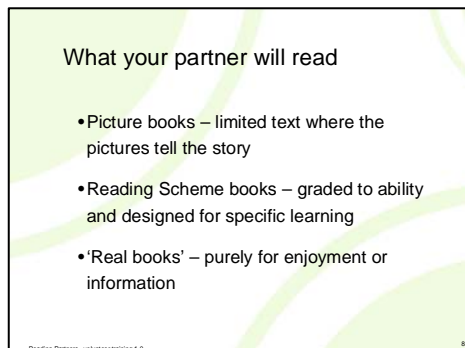 What your partner will read
•Picture books – limited text where the
pictures tell the story
•Reading Scheme books – graded to ability
and designed for specific learning
•‘Real books’ – purely for enjoyment or
information
8